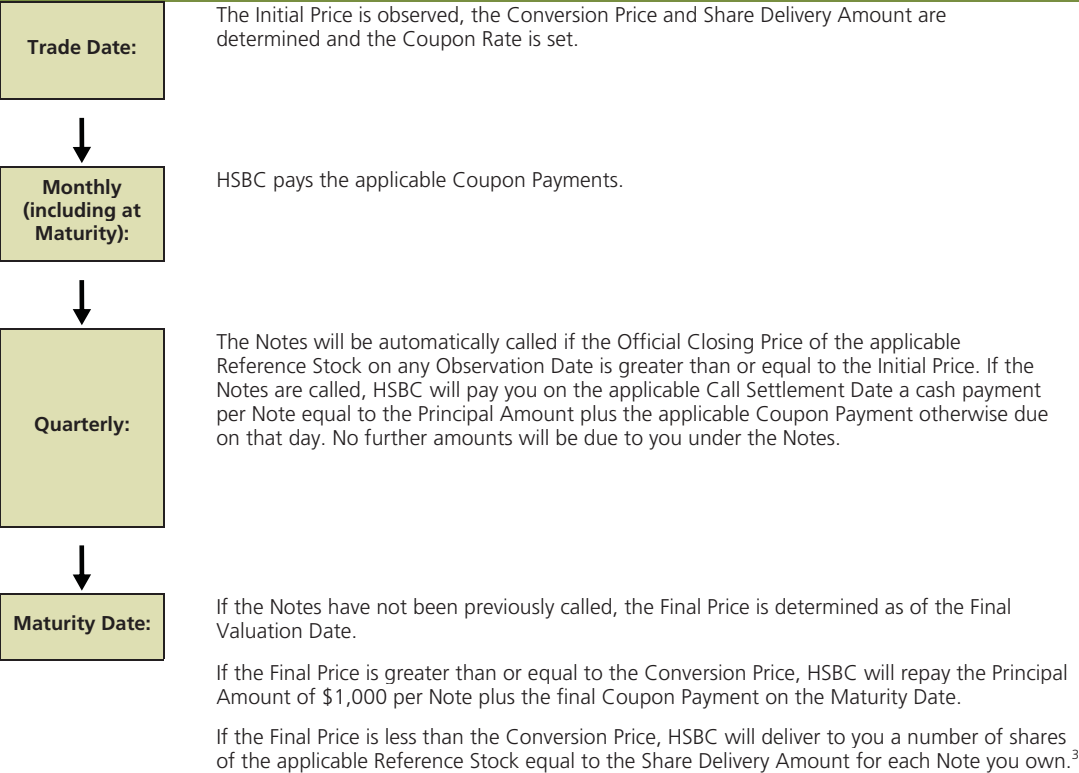 Trade Date:
The Initial Price is observed, the Conversion Price and Share Delivery Amount are
determined and the Coupon Rate is set.
Monthly
(including at
Maturity):
HSBC pays the applicable Coupon Payments.
Quarterly:
The Notes will be automatically called if the Official Closing Price of the applicable
Reference Stock on any Observation Date is greater than or equal to the Initial Price. If the
Notes are called, HSBC will pay you on the applicable Call Settlement Date a cash payment
per Note equal to the Principal Amount plus the applicable Coupon Payment otherwise due
on that day. No further amounts will be due to you under the Notes.
Maturity Date:
If the Notes have not been previously called, the Final Price is determined as of the Final
Valuation Date.
If the Final Price is greater than or equal to the Conversion Price, HSBC will repay the Principal
Amount of $1,000 per Note plus the final Coupon Payment on the Maturity Date.
If the Final Price is less than the Conversion Price, HSBC will deliver to you a number of shares
of the applicable Reference Stock equal to the Share Delivery Amount for each Note you own.³